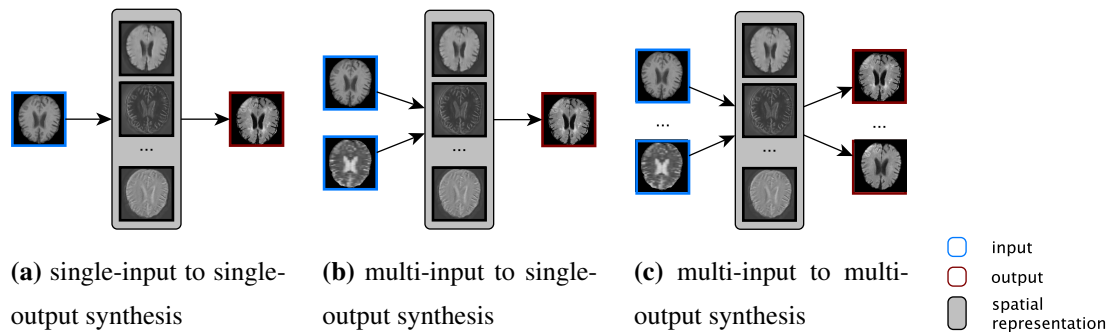 ...
...
...
...
...
(a) single-input to single-
output synthesis
(b) multi-input to single-
output synthesis
(c) multi-input to multi-
output synthesis
input
output
spatial
representation